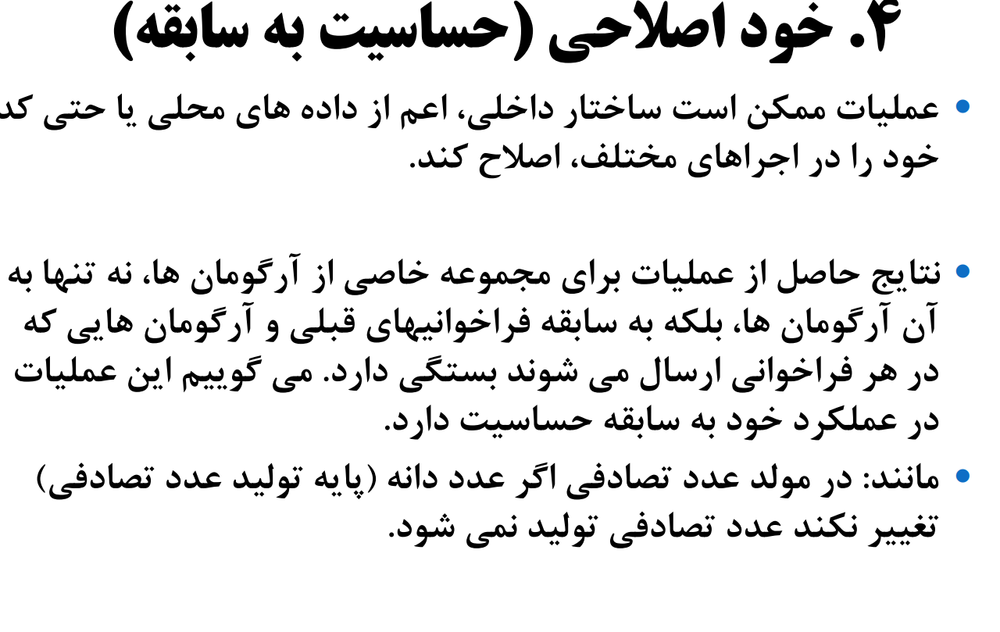 ۴. خود اصلاحی (حساسیت به سابقه)
• عملیات ممکن است ساختار داخلی، اعم از داده های محلی یا حتی کد
خود را در اجراهای مختلف، اصلاح کند.
• نتایج حاصل از عملیات برای مجموعه خاصی از آرگومان ها، نه تنها به
آن آرگومان ها، بلکه به سابقه فراخوانیهای قبلی و آرگومان هایی که
در هر فراخوانی ارسال می شوند بستگی دارد. می گوییم این عملیات
در عملکرد خود به سابقه حساسیت دارد.
• مانند: در مولد عدد تصادفی اگر عدد دانه (پایه تولید عدد تصادفی)
تغییر نکند عدد تصادفی تولید نمی شود.